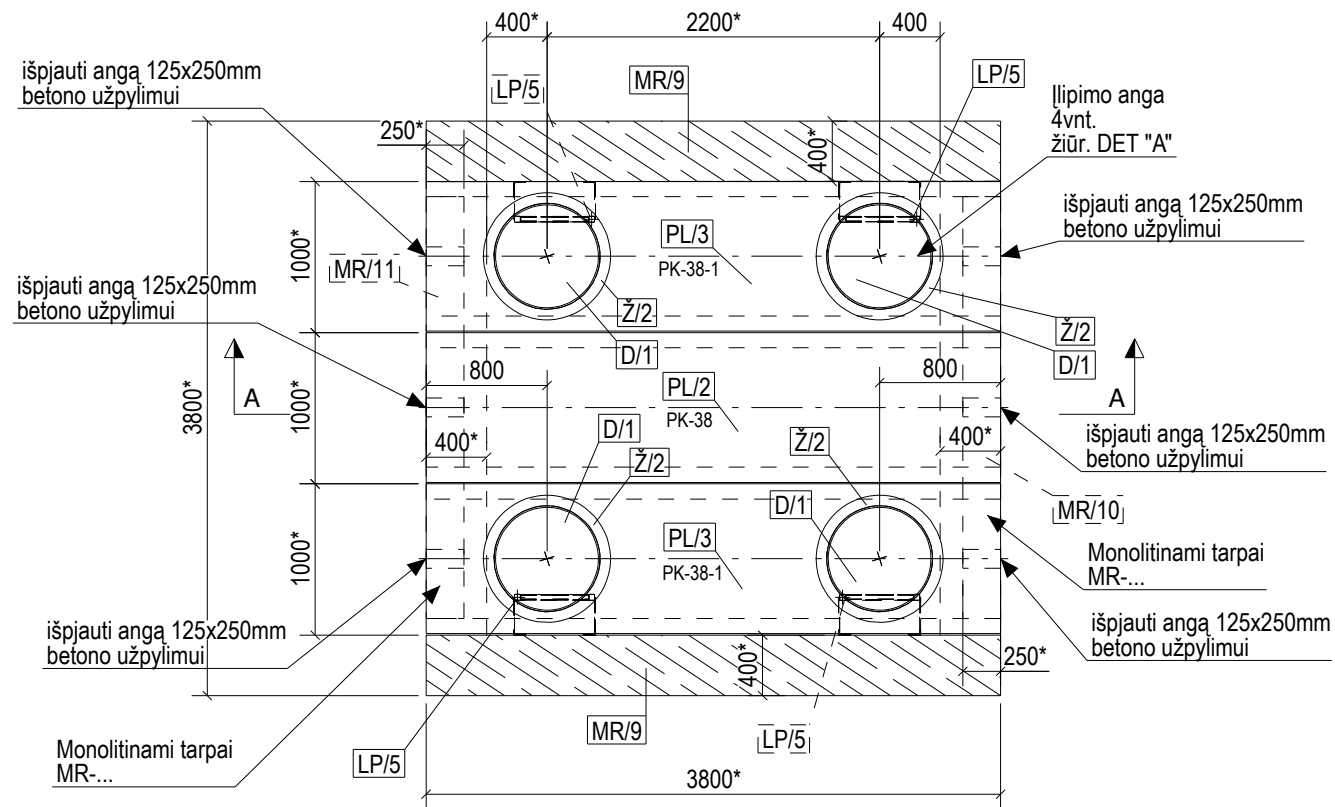 400*
2200*
400
išpjauti angą 125x250mm
betono užpylimui
LP/5
MR/9
LP/5
Įlipimo anga
4vnt.
žiūr. DET "A"
250*
400*
išpjauti angą 125x250mm
betono užpylimui
1000*
MR/11
PL/3
PK-38-1
išpjauti angą 125x250mm
betono užpylimui
Ž/2
D/1
Ž/2
D/1
3800*
A
800
1000*
PL/2
PK-38
800
A
400*
D/1
Ž/2
Ž/2
400*
išpjauti angą 125x250mm
betono užpylimui
MR/10
D/1
1000*
PL/3
PK-38-1
Monolitinami tarpai
MR-...
išpjauti angą 125x250mm
betono užpylimui
išpjauti angą 125x250mm
betono užpylimui
400*
250*
MR/9
LP/5
LP/5
Monolitinami tarpai
MR-...
3800*